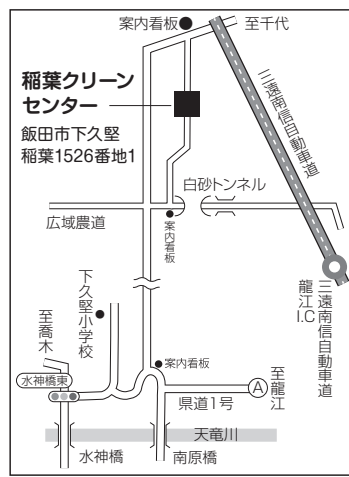 案内看板
至千代
稲葉クリーン
センター
飯田市下久堅
稲葉1526番地1
三遠南信自動車道
白砂トンネル
広域農道
案内看板
三遠南信自動車道
龍江I.C
下久堅小学校
至喬木
案内看板
至龍江
水神橋東
県道1号
A
天竜川
水神橋
南原橋